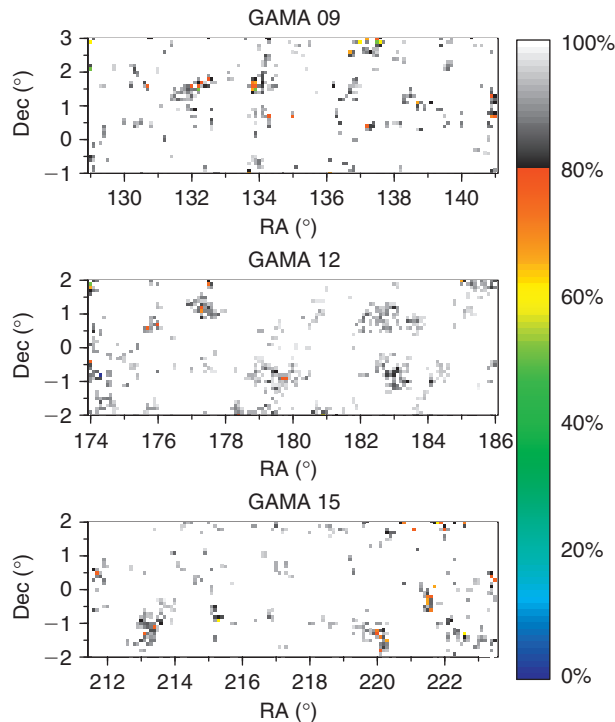 GAMA 09
3
2
1
0
−1
Dec (°)
130 132 134 136 138 140
RA (°)
GAMA 12
2
1
0
−1
−2
Dec (°)
174 176 178 180 182 184 186
RA (°)
GAMA 15
2
1
0
−1
−2
Dec (°)
212 214 216 218 220 222
RA (°)
100%
80%
60%
40%
20%
0%